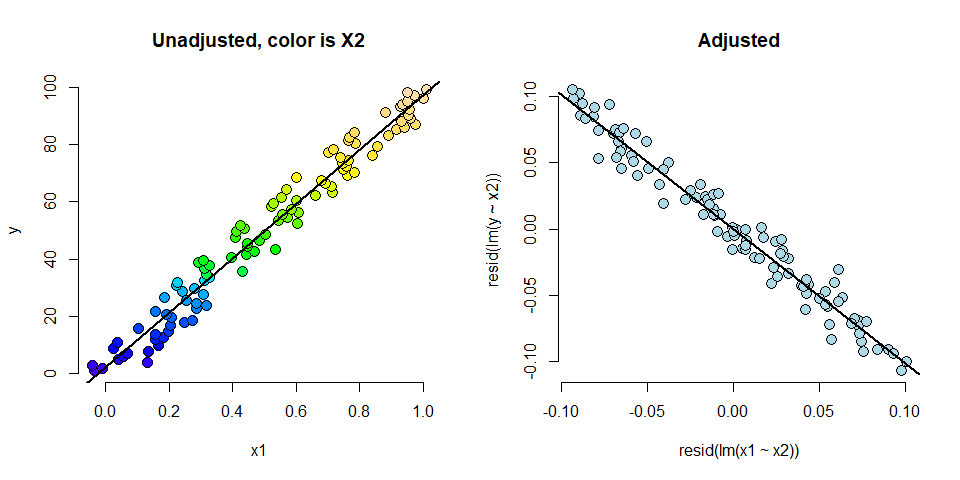 Unadjusted, color is X2
y
100
80
60
40
20
0
0.0 0.2 0.4 0.6 0.8 1.0
x1
Adjusted
resid(lm(y ~ x2))
0.10
0.05
0.00
-0.05
-0.10
-0.10 -0.05 0.00 0.05 0.10
resid(lm(x1 ~ x2))